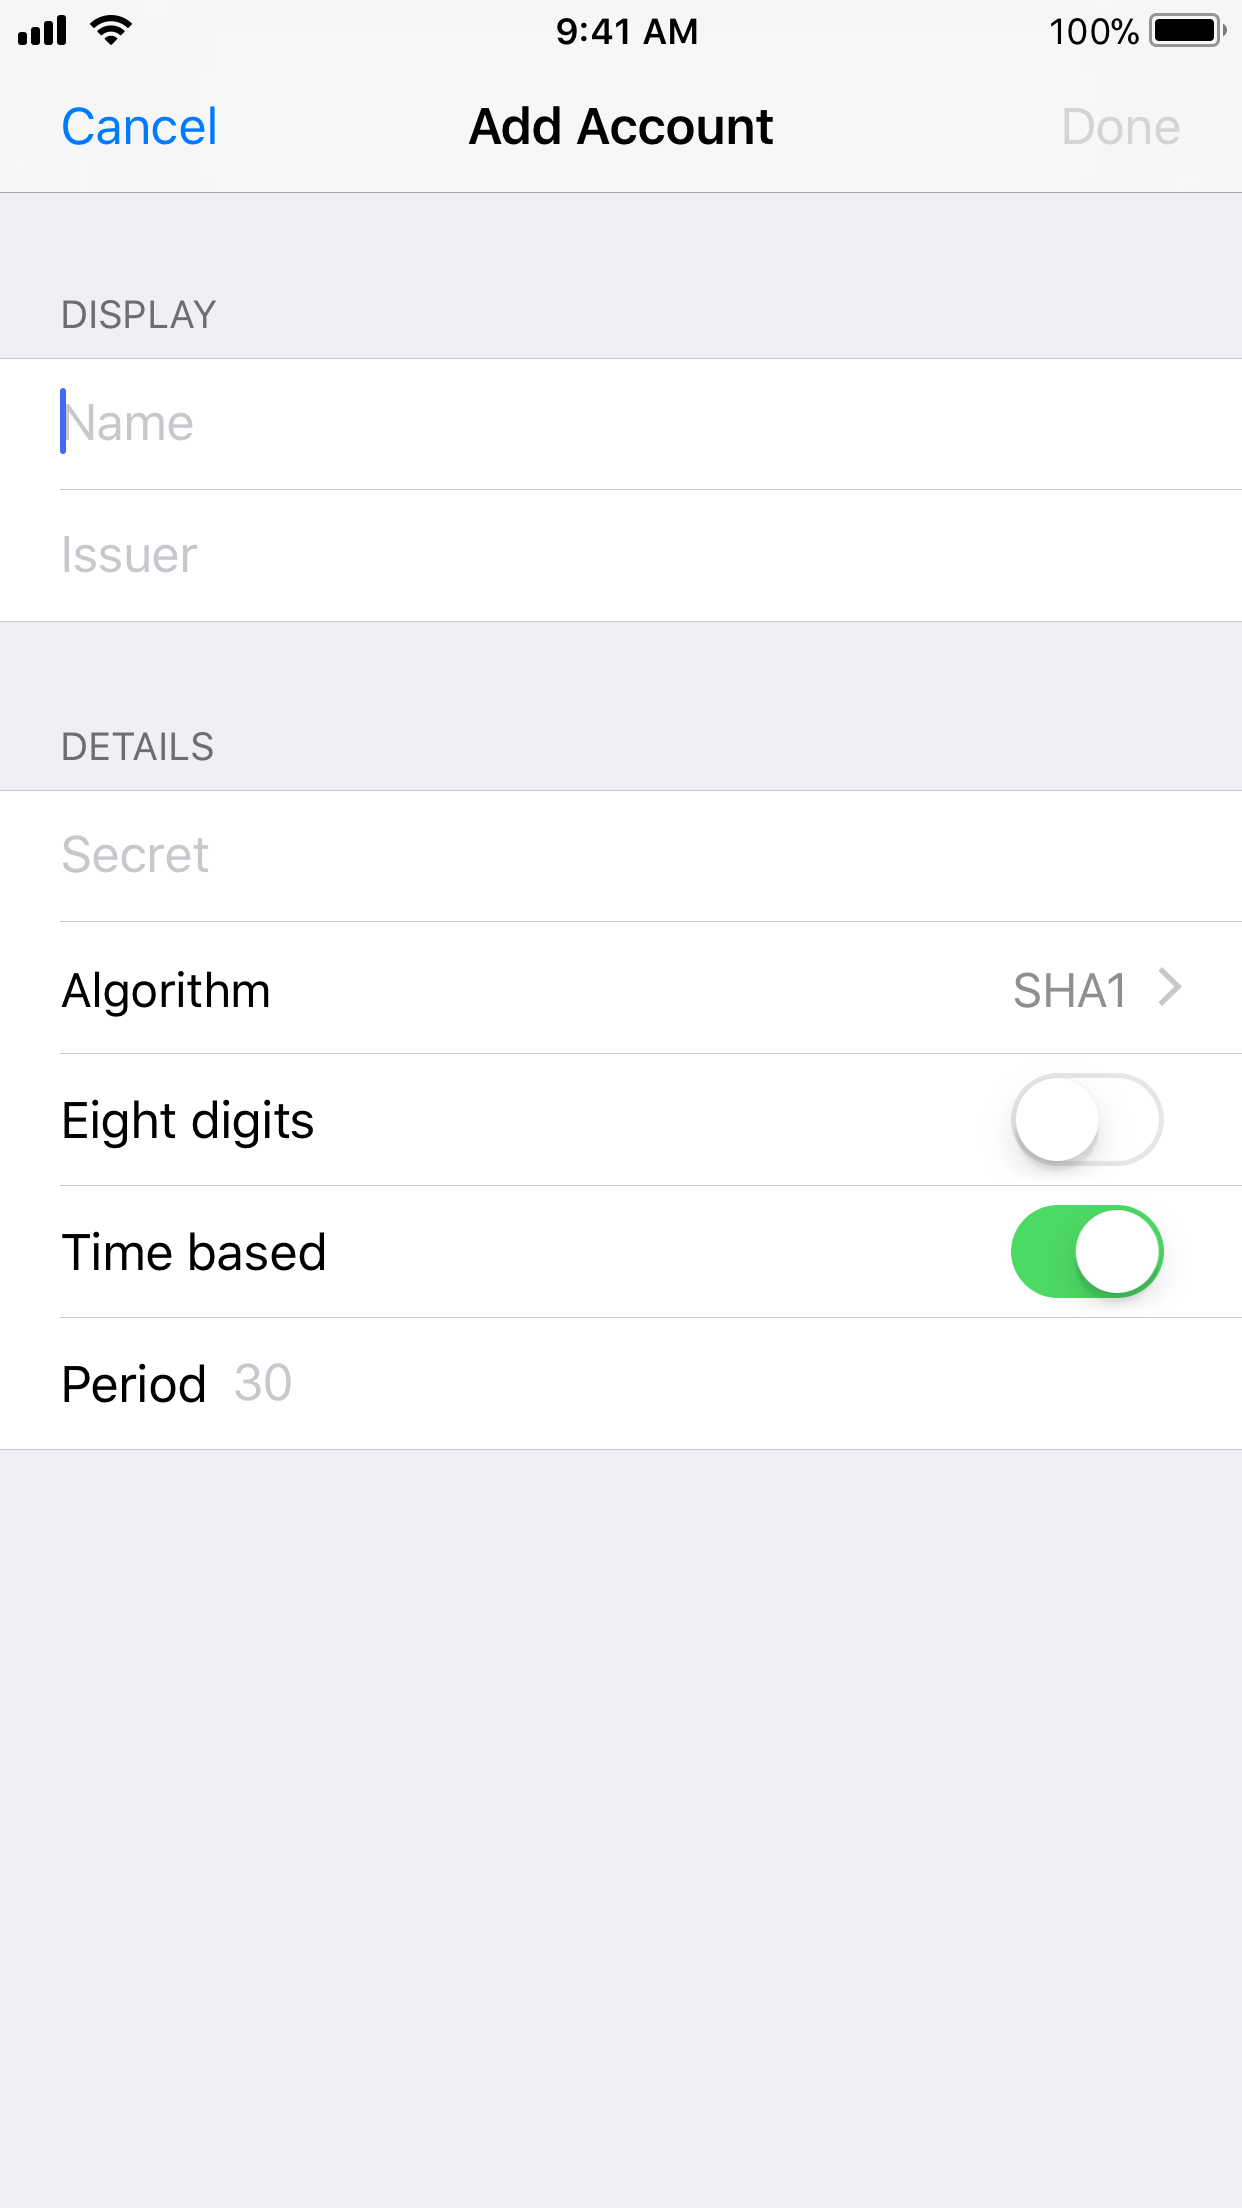 9:41 AM
100%
Cancel
Add Account
Done
DISPLAY
Name
Issuer
DETAILS
Secret
Algorithm
SHA1
Eight digits
Time based
Period 30